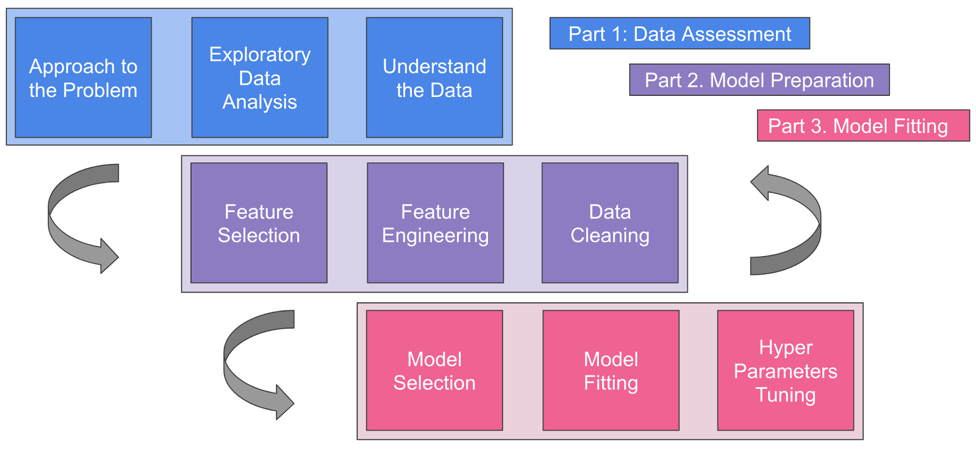 Approach to
the Problem
Exploratory
Data
Analysis
Understand
the Data
Part 1: Data Assessment
Part 2. Model Preparation
Part 3. Model Fitting
Feature
Selection
Feature
Engineering
Data
Cleaning
Model
Selection
Model
Fitting
Hyper
Parameters
Tuning